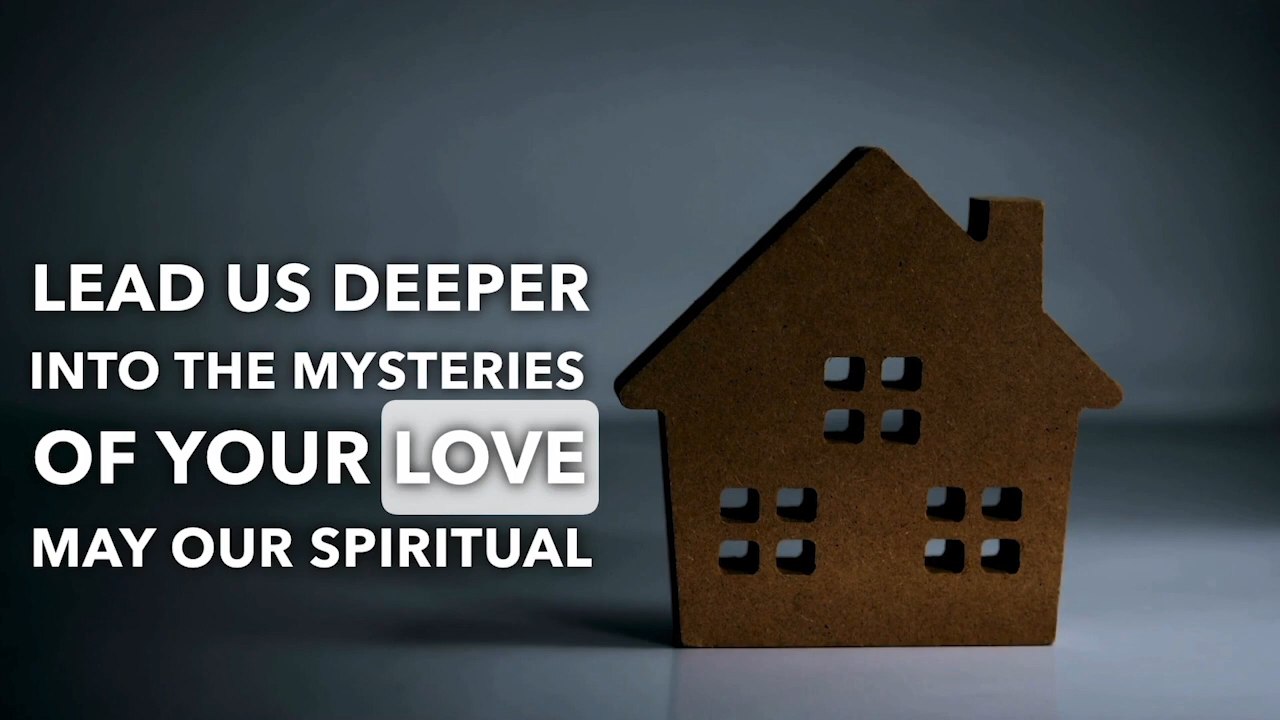 LEAD US DEEPER
INTO THE MYSTERIES
OF YOUR LOVE
MAY OUR SPIRITUAL